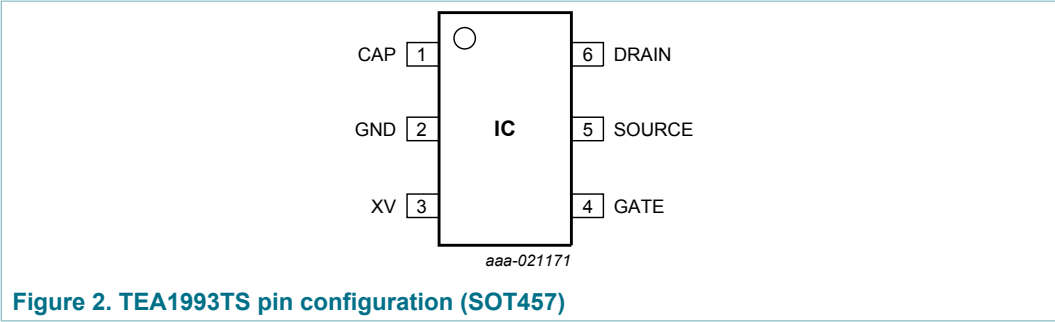 CAP 1 6 DRAIN
GND 2 IC 5 SOURCE
XV 3 4 GATE
aaa-021171
Figure 2. TEA1993TS pin configuration (SOT457)